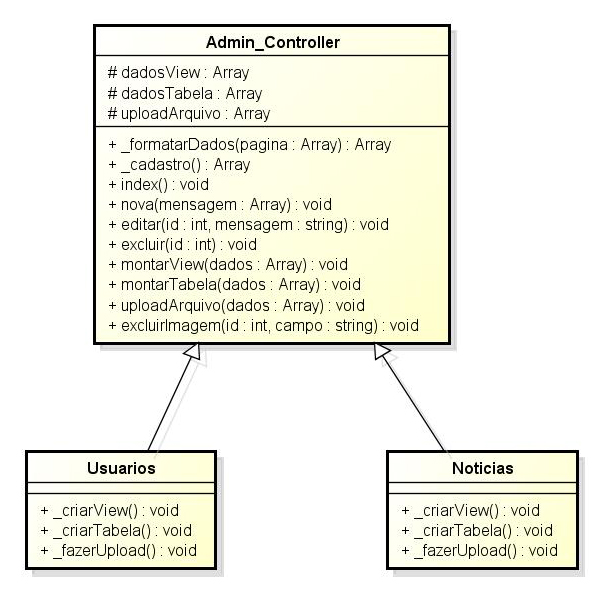 Admin_Controller
# dadosView : Array
# dadosTabela : Array
# uploadArquivo : Array
+ _formatarDados(pagina : Array) : Array
+ _cadastro() : Array
+ index() : void
+ nova(mensagem : Array) : void
+ editar(id : int, mensagem : string) : void
+ excluir(id : int) : void
+ montarView(dados : Array) : void
+ montarTabela(dados : Array) : void
+ uploadArquivo(dados : Array) : void
+ excluirImagem(id : int, campo : string) : void
Usuarios
+ _criarView() : void
+ _criarTabela() : void
+ _fazerUpload() : void
Noticias
+ _criarView() : void
+ _criarTabela() : void
+ _fazerUpload() : void